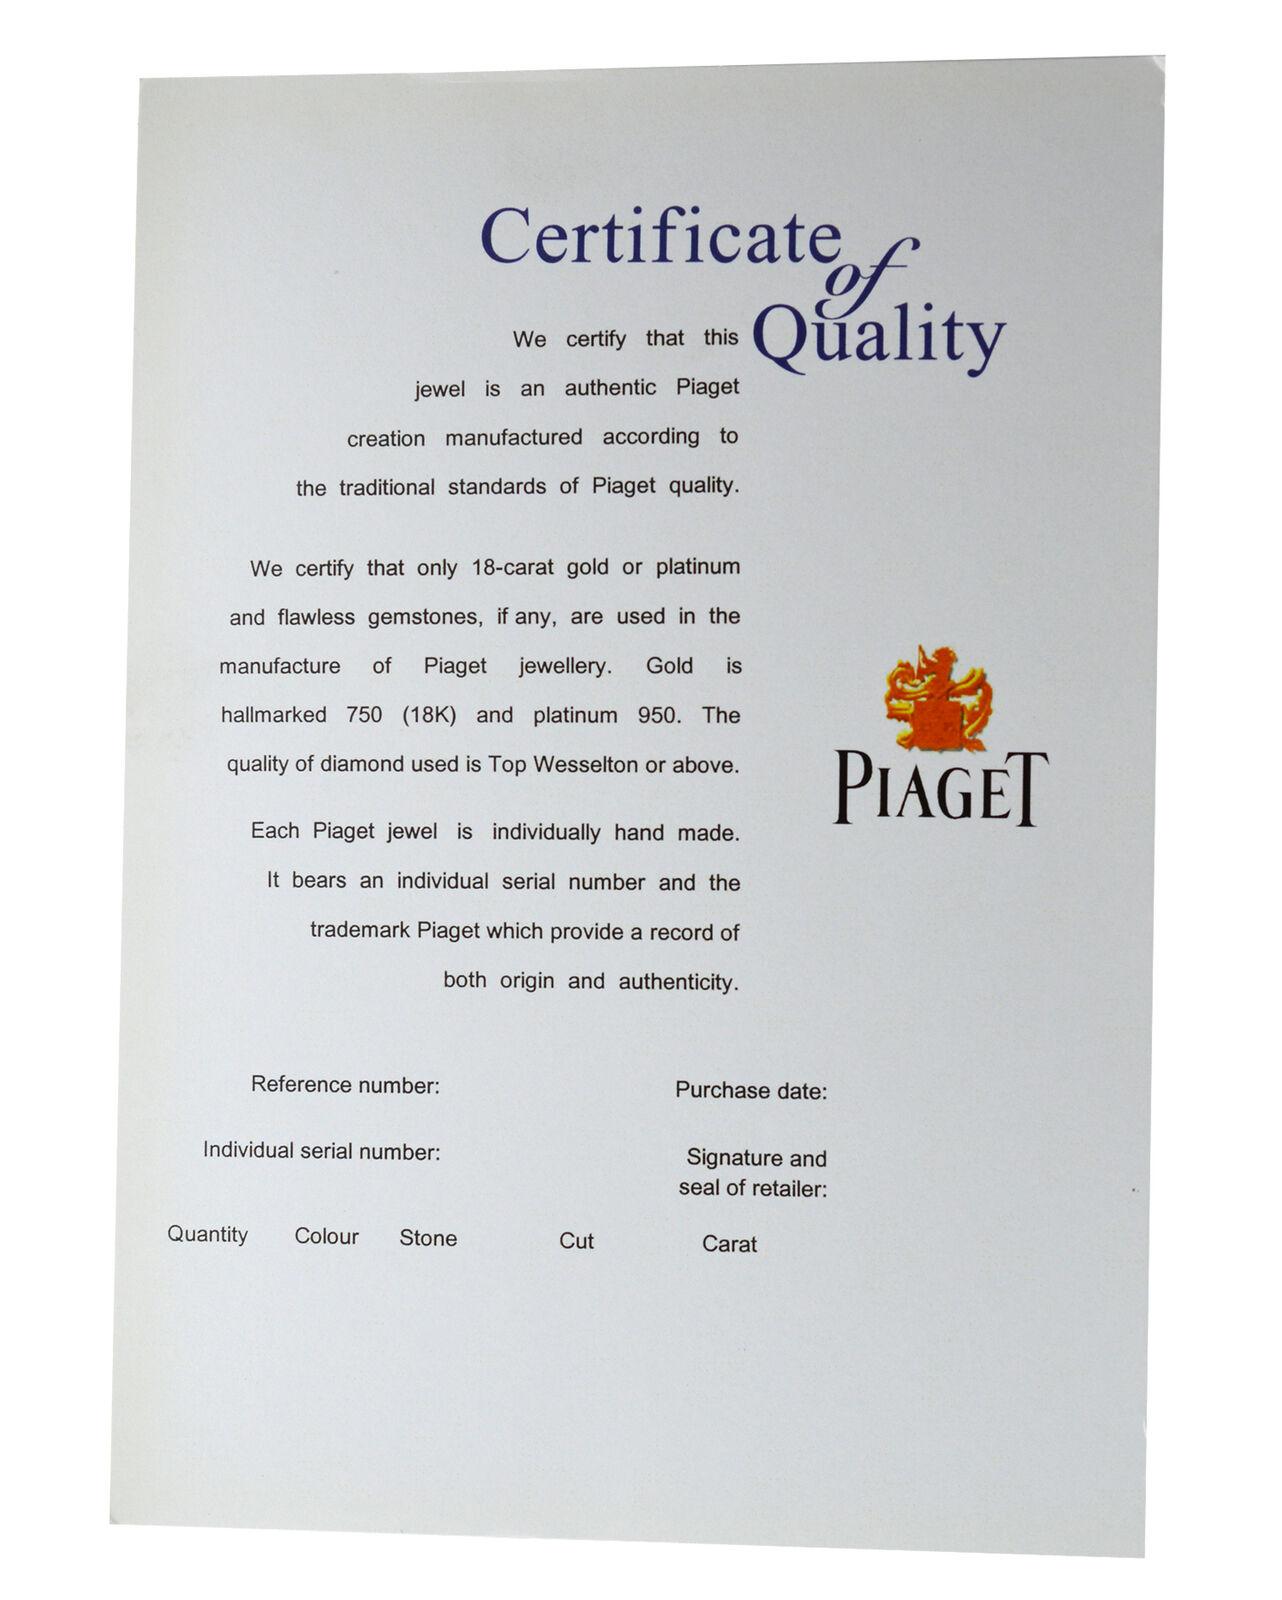 Certificate
of
Quality
We certify that this
jewel is an authentic Piaget
creation manufactured according to
the traditional standards of Piaget quality.
We certify that only 18-carat gold or platinum
and flawless gemstones, if any, are used in the
manufacture of Piaget jewellery. Gold is
hallmarked 750 (18K) and platinum 950. The
quality of diamond used is Top Wesselton or above.
PIAGET
Each Piaget jewel is individually hand made.
It bears an individual serial number and the
trademark Piaget which provide a record of
both origin and authenticity.
Reference number:
Purchase date:
Individual serial number:
Signature and
seal of retailer:
Quantity Colour Stone Cut Carat